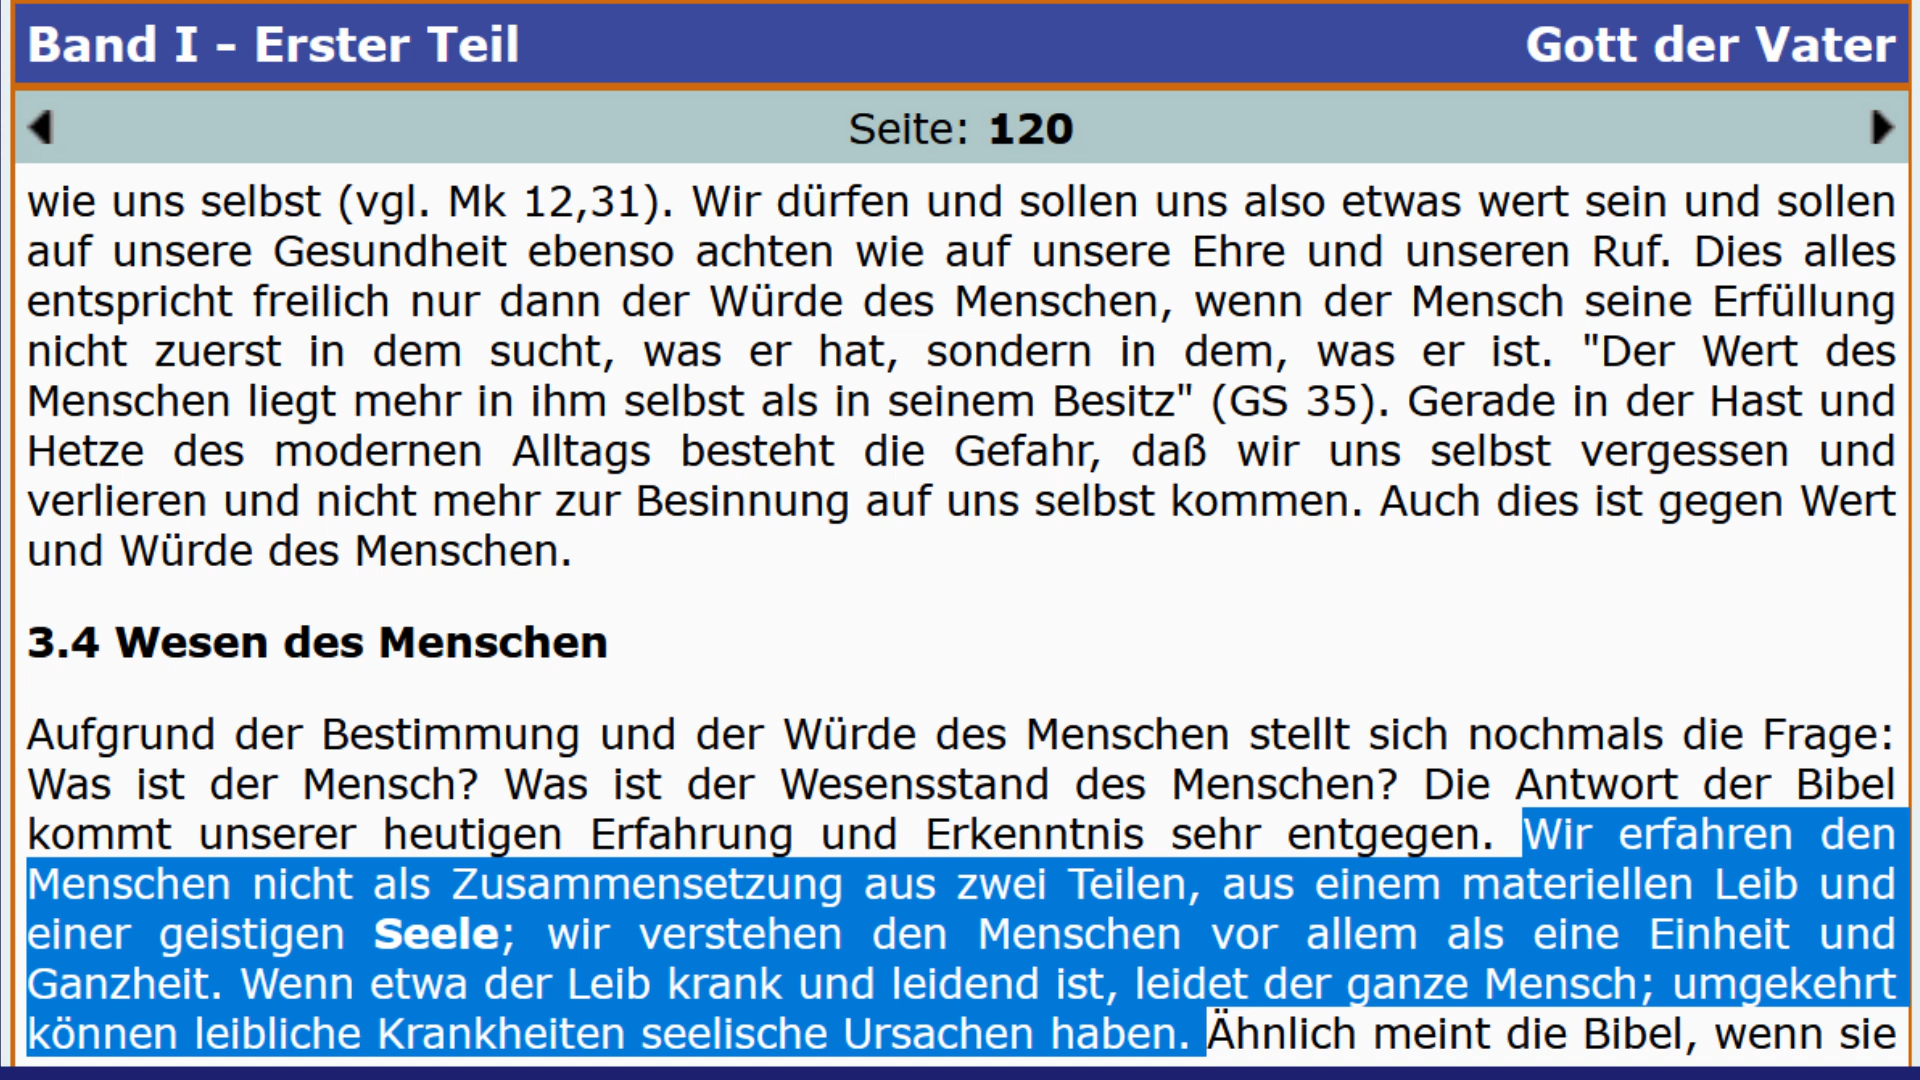 Band I – Erster Teil
Gott der Vater
Seite: 120
wie uns selbst (vgl. Mk 12,31). Wir dürfen und sollen uns also etwas wert sein und sollen
auf unsere Gesundheit ebenso achten wie auf unsere Ehre und unseren Ruf. Dies alles
entspricht freilich nur dann der Würde des Menschen, wenn der Mensch seine Erfüllung
nicht zuerst in dem sucht, was er hat, sondern in dem, was er ist. "Der Wert des
Menschen liegt mehr in ihm selbst als in seinem Besitz" (GS 35). Gerade in der Hast und
Hetze des modernen Alltags besteht die Gefahr, daß wir uns selbst vergessen und
verlieren und nicht mehr zur Besinnung auf uns selbst kommen. Auch dies ist gegen Wert
und Würde des Menschen.
3.4 Wesen des Menschen
Aufgrund der Bestimmung und der Würde des Menschen stellt sich nochmals die Frage:
Was ist der Mensch? Was ist der Wesensstand des Menschen? Die Antwort der Bibel
kommt unserer heutigen Erfahrung und Erkenntnis sehr entgegen. Wir erfahren den
Menschen nicht als Zusammensetzung aus zwei Teilen, aus einem materiellen Leib und
einer geistigen Seele; wir verstehen den Menschen vor allem als eine Einheit und
Ganzheit. Wenn etwa der Leib krank und leidend ist, leidet der ganze Mensch; umgekehrt
können leibliche Krankheiten seelische Ursachen haben. Ähnlich meint die Bibel, wenn sie